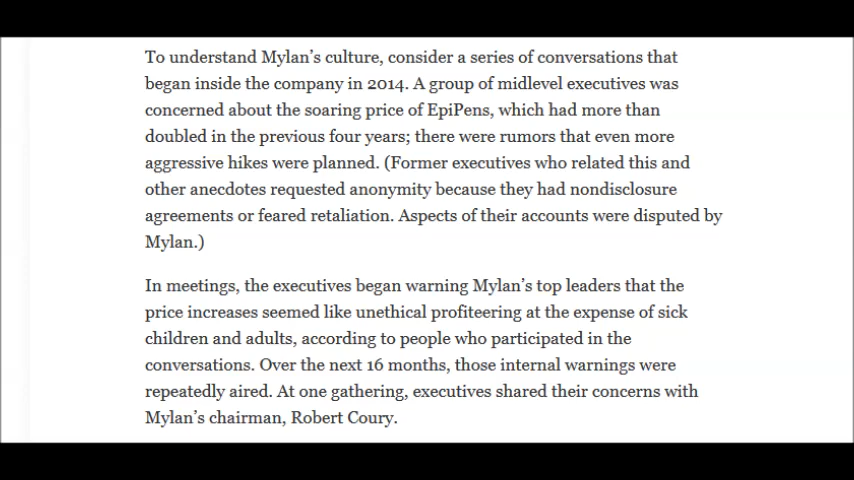 To understand Mylan’s culture, consider a series of conversations that
began inside the company in 2014. A group of midlevel executives was
concerned about the soaring price of EpiPens, which had more than
doubled in the previous four years; there were rumors that even more
aggressive hikes were planned. (Former executives who related this and
other anecdotes requested anonymity because they had nondisclosure
agreements or feared retaliation. Aspects of their accounts were disputed by
Mylan.)
In meetings, the executives began warning Mylan’s top leaders that the
price increases seemed like unethical profiteering at the expense of sick
children and adults, according to people who participated in the
conversations. Over the next 16 months, those internal warnings were
repeatedly aired. At one gathering, executives shared their concerns with
Mylan’s chairman, Robert Coury.